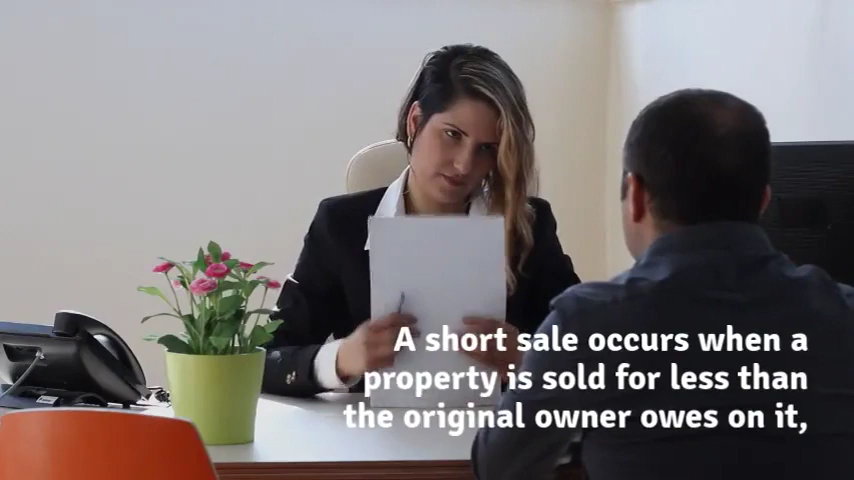 A short sale occurs when a
property is sold for less than
the original owner owes on it,